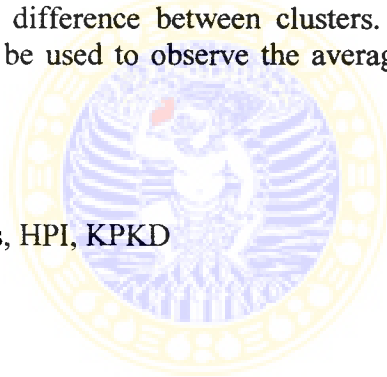 difference between clusters.
be used to observe the averag
s, HPI, KPKD